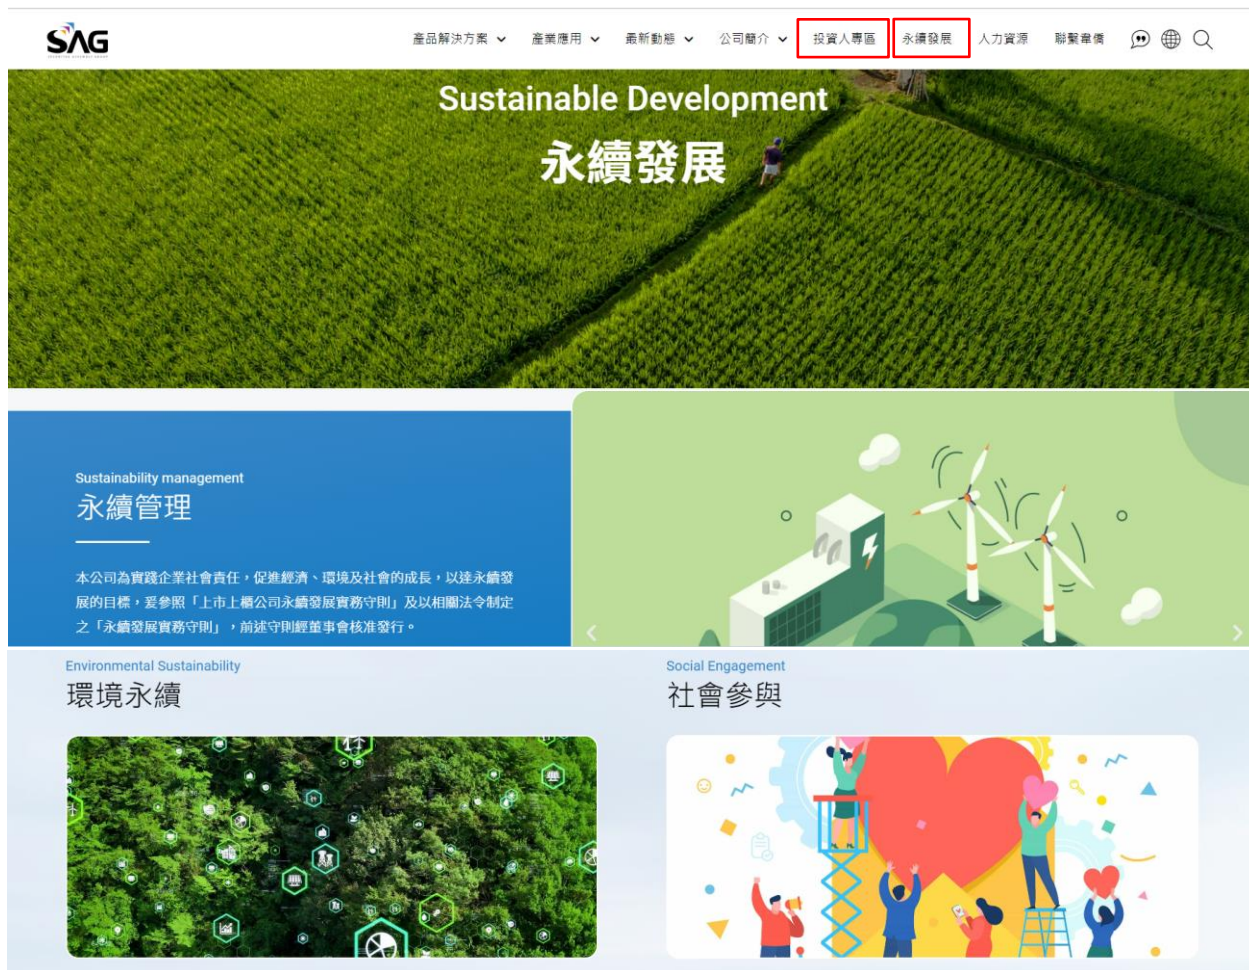 SAG
產品解決方案 產業應用 最新動態 公司簡介 投資人專區 永續發展 人力資源 聯繫韋僑
Sustainable Development
永續發展
Sustainability management
永續管理
本公司為實踐企業社會責任,促進經濟、環境及社會的成長,以達永續發
展的目標,爰參照「上市上櫃公司永續發展實務守則」及以相關法令制定
之「永續發展實務守則」,前述守則經董事會核准發行。
Environmental Sustainability
Social Engagement
環境永續
社會參與